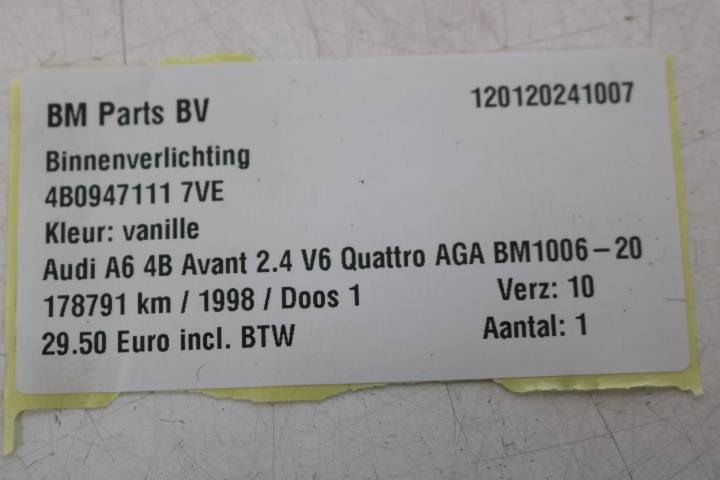 BM Parts BV 120120241007
Binnenverlichting
4B0947111 7VE
Kleur: vanille
Audi A6 4B Avant 2.4 V6 Quattro AGA BM1006-20
178791 km / 1998 / Doos 1 Verz: 10
29.50 Euro incl. BTW Aantal: 1